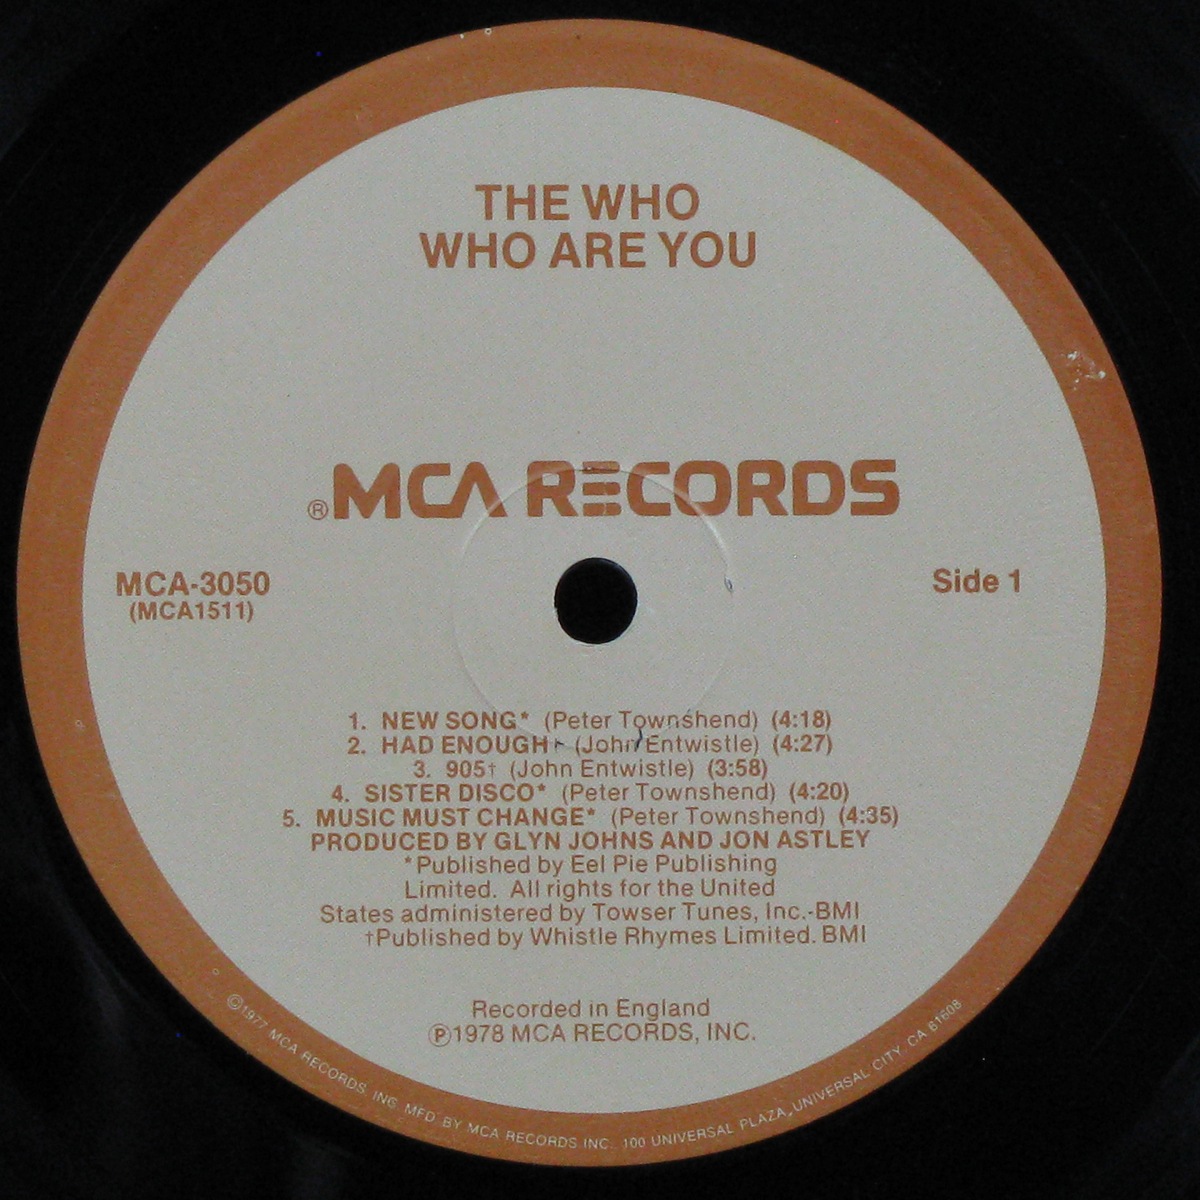 THE WHO
WHO ARE YOU
®MCA RECORDS
MCA-3050
(MCA1511)
Side 1
1. NEW SONG* (Peter Townshend) (4:18)
2. HAD ENOUGH† (John Entwistle) (4:27)
3. 905† (John Entwistle) (3:58)
4. SISTER DISCO* (Peter Townshend) (4:20)
5. MUSIC MUST CHANGE* (Peter Townshend) (4:35)
PRODUCED BY GLYN JOHNS AND JON ASTLEY
*Published by Eel Pie Publishing
Limited. All rights for the United
States administered by Towser Tunes, Inc.-BMI
†Published by Whistle Rhymes Limited. BMI
Recorded in England
℗1978 MCA RECORDS, INC.
©1977 MCA RECORDS, INC. MFD. BY MCA RECORDS INC., 100 UNIVERSAL PLAZA, UNIVERSAL CITY, CA 81608